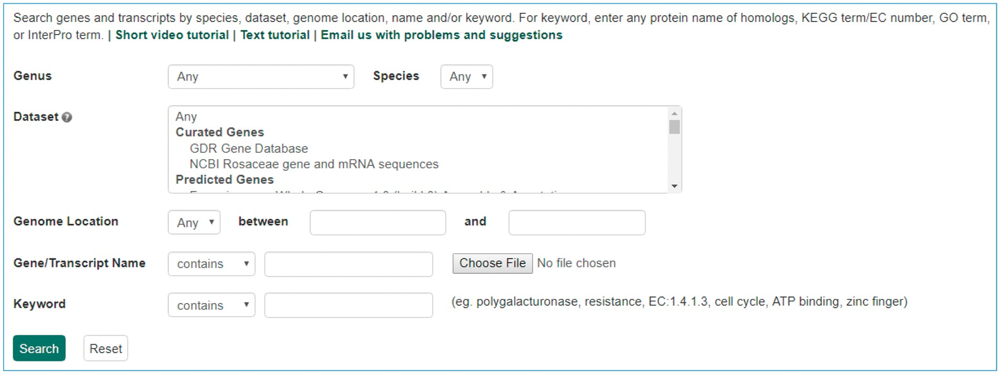 Search genes and transcripts by species, dataset, genome location, name and/or keyword. For keyword, enter any protein name of homologs, KEGG term/EC number, GO term,
or InterPro term. | Short video tutorial | Text tutorial | Email us with problems and suggestions
Genus Any Species Any
Dataset ? Any
Curated Genes
GDR Gene Database
NCBI Rosaceae gene and mRNA sequences
Predicted Genes
Genome Location Any between and
Gene/Transcript Name contains Choose File No file chosen
Keyword contains (eg. polygalacturonase, resistance, EC:1.4.1.3, cell cycle, ATP binding, zinc finger)
Search Reset